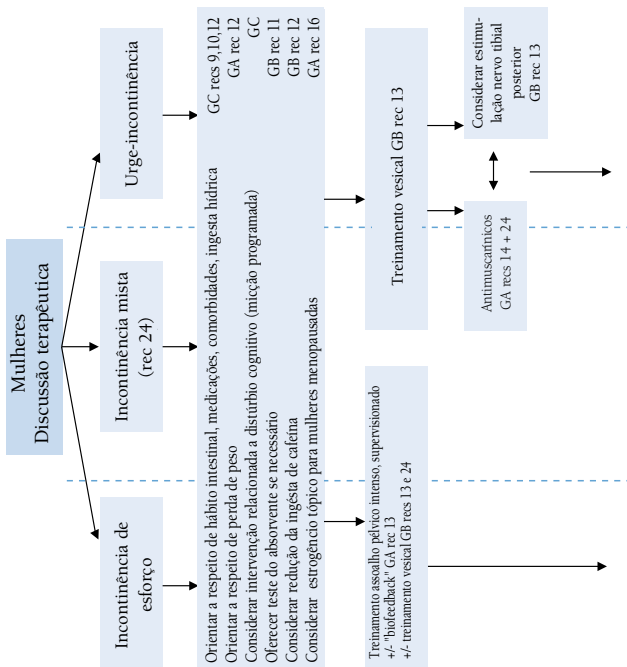 Mulheres
Discussão terapêutica
Incontinência de
esforço
Incontinência mista
(rec 24)
Urge-incontinência
Orientar a respeito de hábito intestinal, medicações, comorbidades, ingesta hídrica GC recs 9,10,12
Orientar a respeito de perda de peso GA rec 12
Considerar intervenção relacionada a distúrbio cognitivo (micção programada) GC
Oferecer teste do absorvente se necessário GB rec 11
Considerar redução da ingésta de cafeína GB rec 12
Considerar estrogêncio tópico para mulheres menopausadas GA rec 16
Treinamento assoalho pélvico intenso, supervisionado
+/- "biofeedback" GA rec 13
+/- treinamento vesical GB recs 13 e 24
Treinamento vesical GB rec 13
Antimuscarínicos
GA recs 14 + 24
Considerar estimu-
lação nervo tibial
posterior
GB rec 13